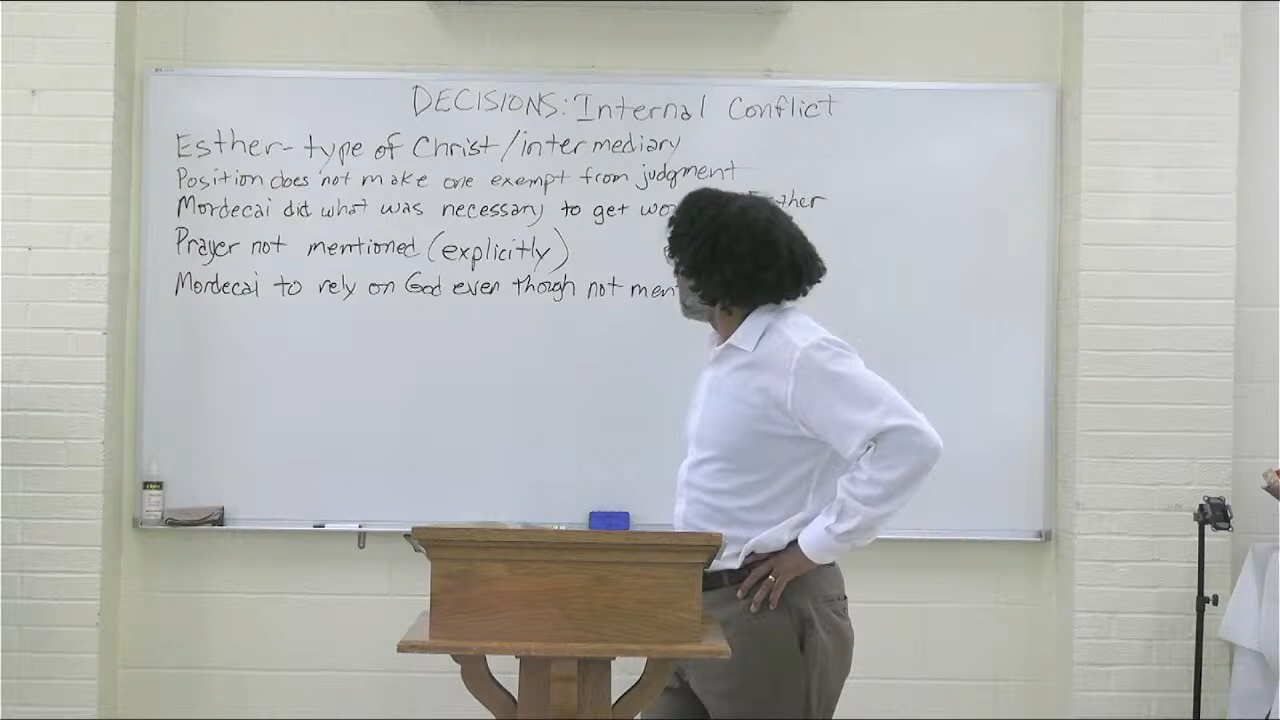 DECISIONS: Internal Conflict
Esther- type of Christ/intermediary
Position does not make one exempt from judgment
Mordecai did what was necessary to get
Prayer not mentioned (explicitly)
Mordecai to rely on God even though not